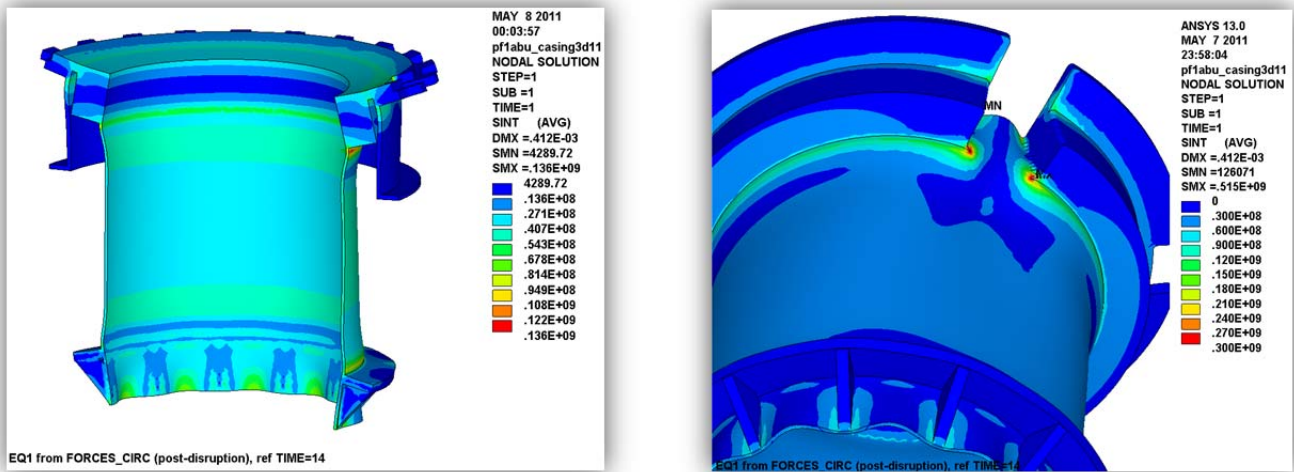 MAY 8 2011
00:03:57
pf1abu_casing3d11
NODAL SOLUTION
STEP=1
SUB =1
TIME=1
SINT (AVG)
DMX =.412E-03
SMN =4289.72
SMX =.136E+09
4289.72
.136E+08
.271E+08
.407E+08
.543E+08
.678E+08
.814E+08
.949E+08
.108E+09
.122E+09
.136E+09
EQ1 from FORCES_CIRC (post-disruption), ref TIME=14
ANSYS 13.0
MAY 7 2011
23:58:04
pf1abu_casing3d11
NODAL SOLUTION
STEP=1
SUB =1
TIME=1
SINT (AVG)
DMX =.412E-03
SMN =126071
SMX =.515E+09
0
.300E+08
.600E+08
.900E+08
.120E+09
.150E+09
.180E+09
.210E+09
.240E+09
.270E+09
.300E+09
MN
EQ1 from FORCES_CIRC (post-disruption), ref TIME=14